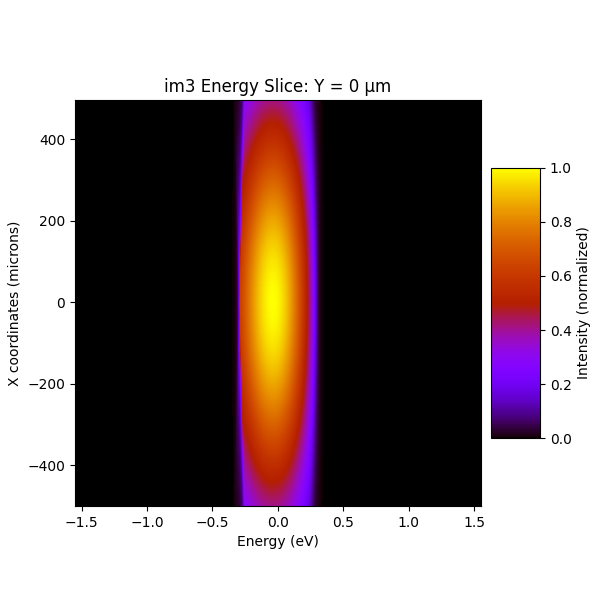 im3 Energy Slice: Y = 0 μm
X coordinates (microns)
400
200
0
−200
−400
−1.5 −1.0 −0.5 0.0 0.5 1.0 1.5
Energy (eV)
1.0
0.8
0.6
0.4
0.2
0.0
Intensity (normalized)